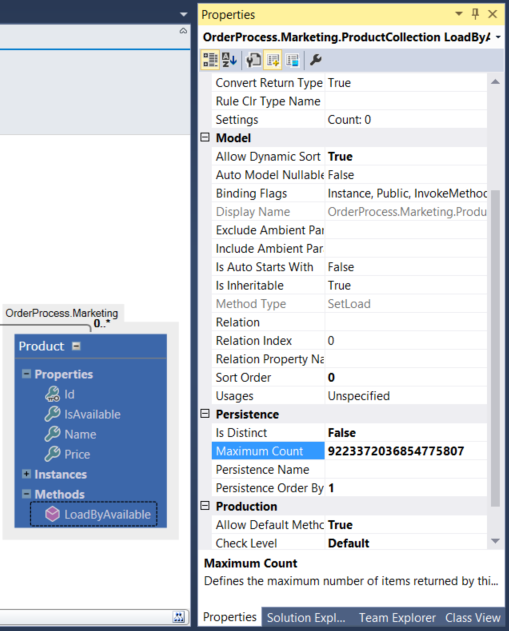 Properties
OrderProcess.Marketing.ProductCollection LoadByA
Convert Return Type True
Rule Clr Type Name
Settings Count: 0
Model
Allow Dynamic Sort True
Auto Model Nullable False
Binding Flags Instance, Public, InvokeMethod
Display Name OrderProcess.Marketing.Produ
Exclude Ambient Par
Include Ambient Par
Is Auto Starts With False
Is Inheritable True
Method Type SetLoad
Relation
Relation Index 0
Relation Property Na
Sort Order 0
Usages Unspecified
Persistence
Is Distinct False
Maximum Count 9223372036854775807
Persistence Name
Persistence Order By 1
Production
Allow Default Metho True
Check Level Default
Maximum Count
Defines the maximum number of items returned by thi...
Properties Solution Expl... Team Explorer Class View
OrderProcess.Marketing
0..*
Product
Properties
Id
IsAvailable
Name
Price
Instances
Methods
LoadByAvailable